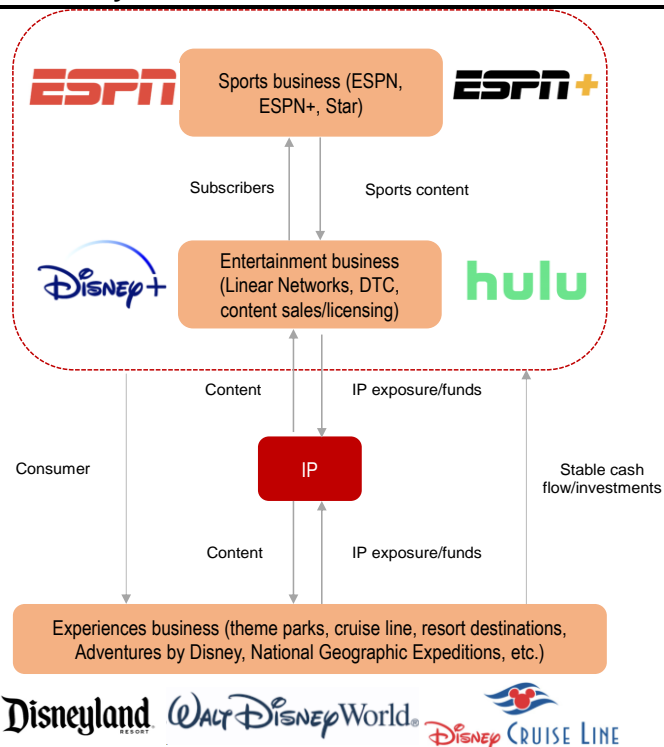 ESPN
Sports business (ESPN,
ESPN+, Star)
ESPN+
Subscribers
Sports content
Disney+
Entertainment business
(Linear Networks, DTC,
content sales/licensing)
hulu
Content
IP exposure/funds
Consumer
IP
Stable cash
flow/investments
Content
IP exposure/funds
Experiences business (theme parks, cruise line, resort destinations,
Adventures by Disney, National Geographic Expeditions, etc.)
Disneyland
RESORT
WALT DISNEY World®
DISNEY CRUISE LINE